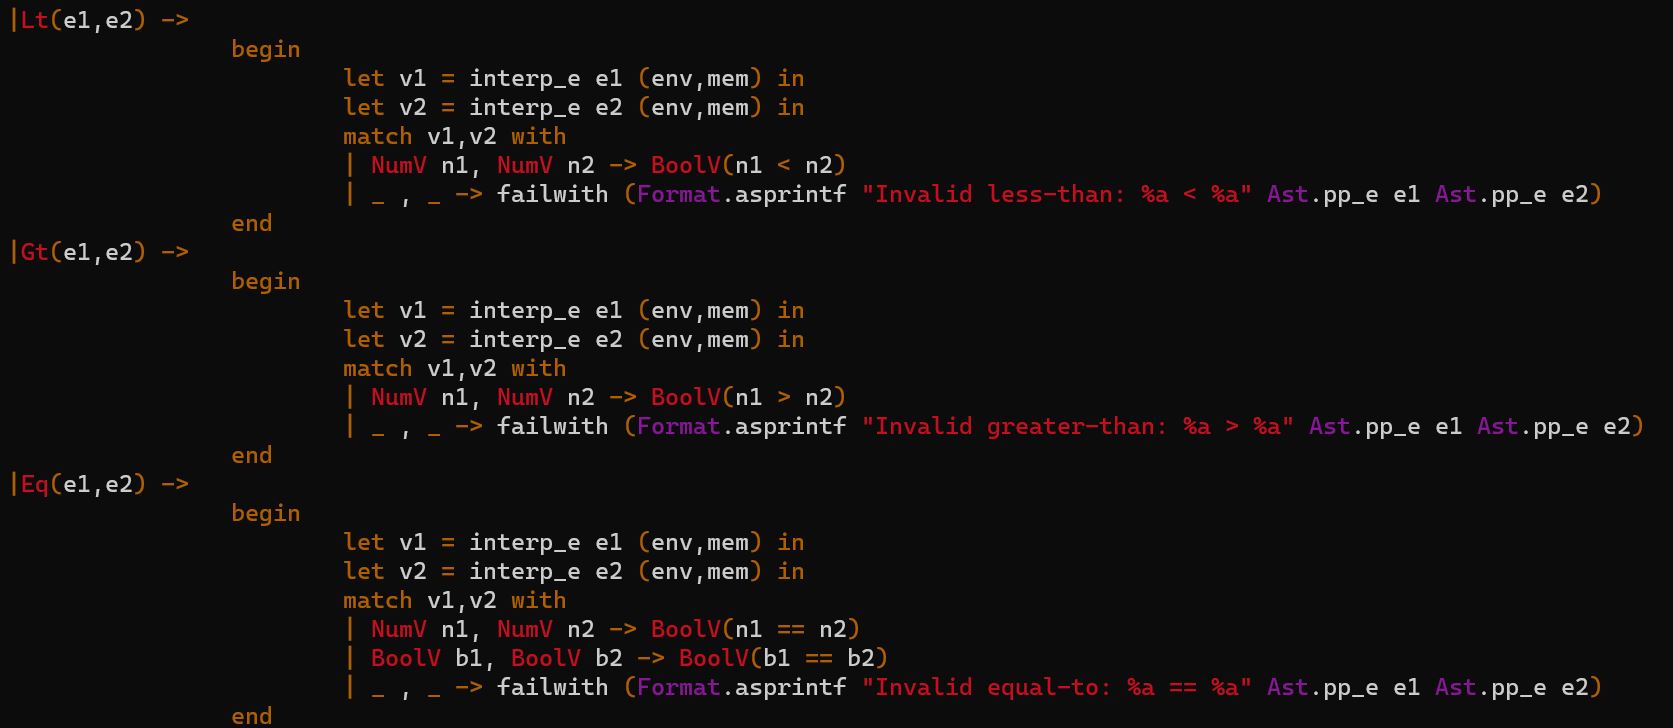 |Lt(e1,e2) ->
                begin
                        let v1 = interp_e e1 (env,mem) in
                        let v2 = interp_e e2 (env,mem) in
                        match v1,v2 with
                        | NumV n1, NumV n2 -> BoolV(n1 < n2)
                        | _ , _ -> failwith (Format.asprintf "Invalid less-than: %a < %a" Ast.pp_e e1 Ast.pp_e e2)
                end
|Gt(e1,e2) ->
                begin
                        let v1 = interp_e e1 (env,mem) in
                        let v2 = interp_e e2 (env,mem) in
                        match v1,v2 with
                        | NumV n1, NumV n2 -> BoolV(n1 > n2)
                        | _ , _ -> failwith (Format.asprintf "Invalid greater-than: %a > %a" Ast.pp_e e1 Ast.pp_e e2)
                end
|Eq(e1,e2) ->
                begin
                        let v1 = interp_e e1 (env,mem) in
                        let v2 = interp_e e2 (env,mem) in
                        match v1,v2 with
                        | NumV n1, NumV n2 -> BoolV(n1 == n2)
                        | BoolV b1, BoolV b2 -> BoolV(b1 == b2)
                        | _ , _ -> failwith (Format.asprintf "Invalid equal-to: %a == %a" Ast.pp_e e1 Ast.pp_e e2)
                end